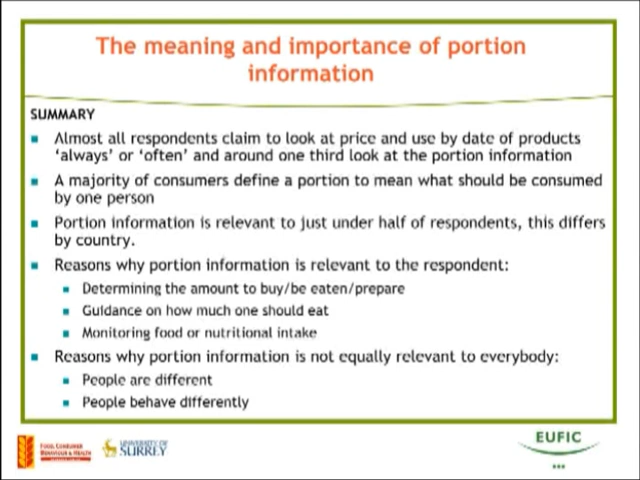 The meaning and importance of portion
information
SUMMARY
Almost all respondents claim to look at price and use by date of products
‘always’ or ‘often’ and around one third look at the portion information
A majority of consumers define a portion to mean what should be consumed
by one person
Portion information is relevant to just under half of respondents, this differs
by country.
Reasons why portion information is relevant to the respondent:
Determining the amount to buy/be eaten/prepare
Guidance on how much one should eat
Monitoring food or nutritional intake
Reasons why portion information is not equally relevant to everybody:
People are different
People behave differently
FOOD, CONSUMER
BEHAVIOUR & HEALTH
UNIVERSITY OF
SURREY
EUFIC